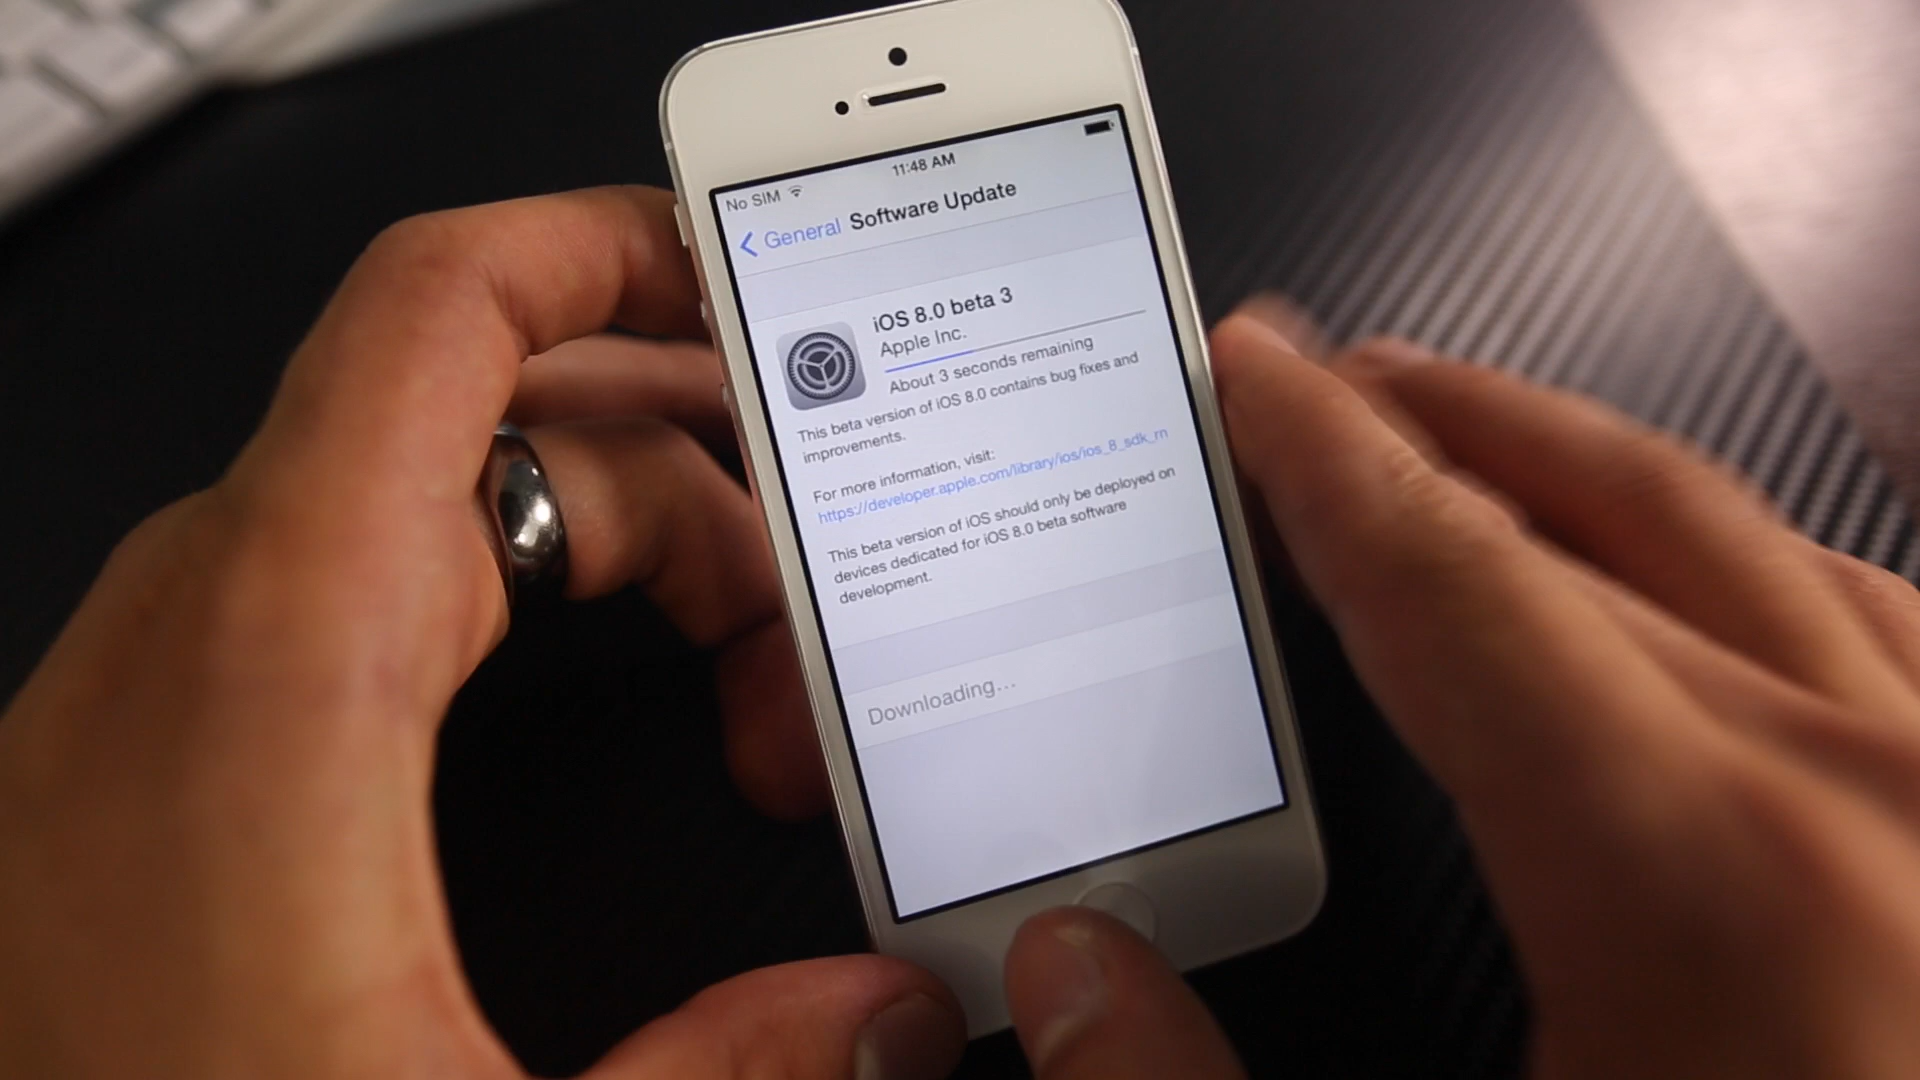 11:48 AM
No SIM
General Software Update
iOS 8.0 beta 3
Apple Inc.
About 3 seconds remaining
This beta version of iOS 8.0 contains bug fixes and
improvements.
For more information, visit:
https://developer.apple.com/library/ios/ios_8_sdk_rn
This beta version of iOS should only be deployed on
devices dedicated for iOS 8.0 beta software
development.
Downloading...